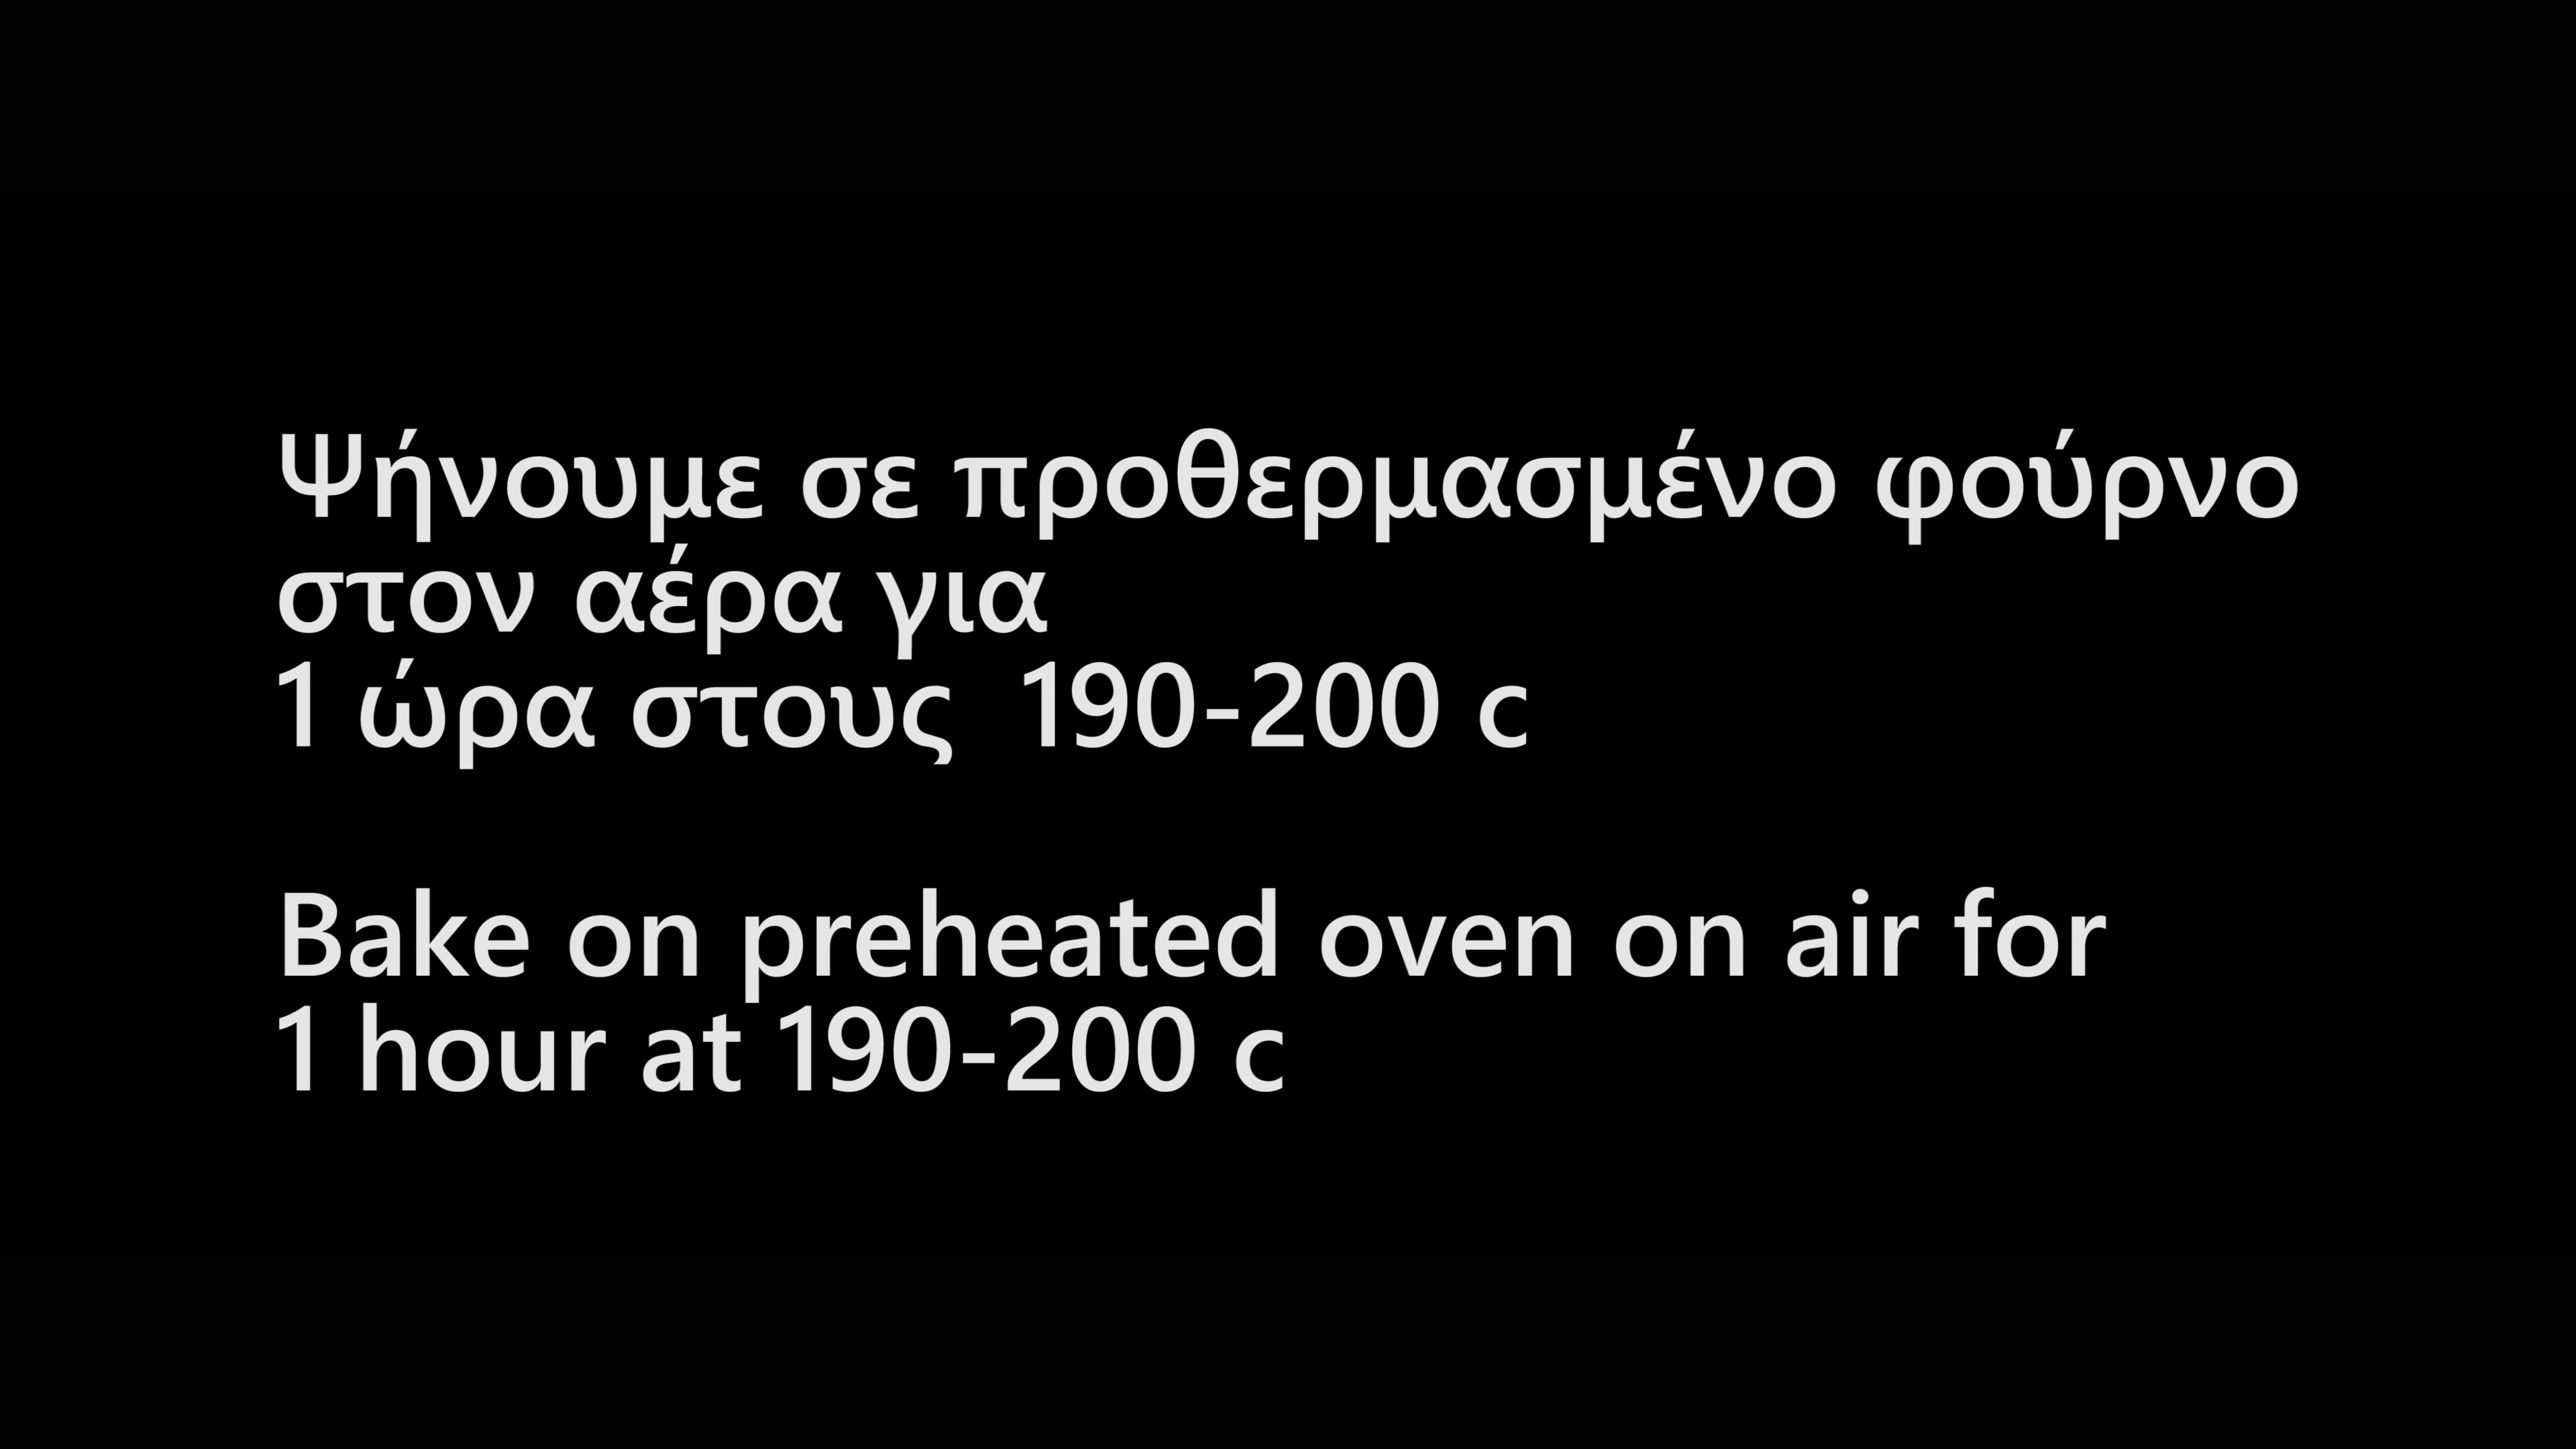 Ψήνουμε σε προθερμασμένο φούρνο
στον αέρα για
1 ώρα στους  190-200 c
Bake on preheated oven on air for
1 hour at 190-200 c